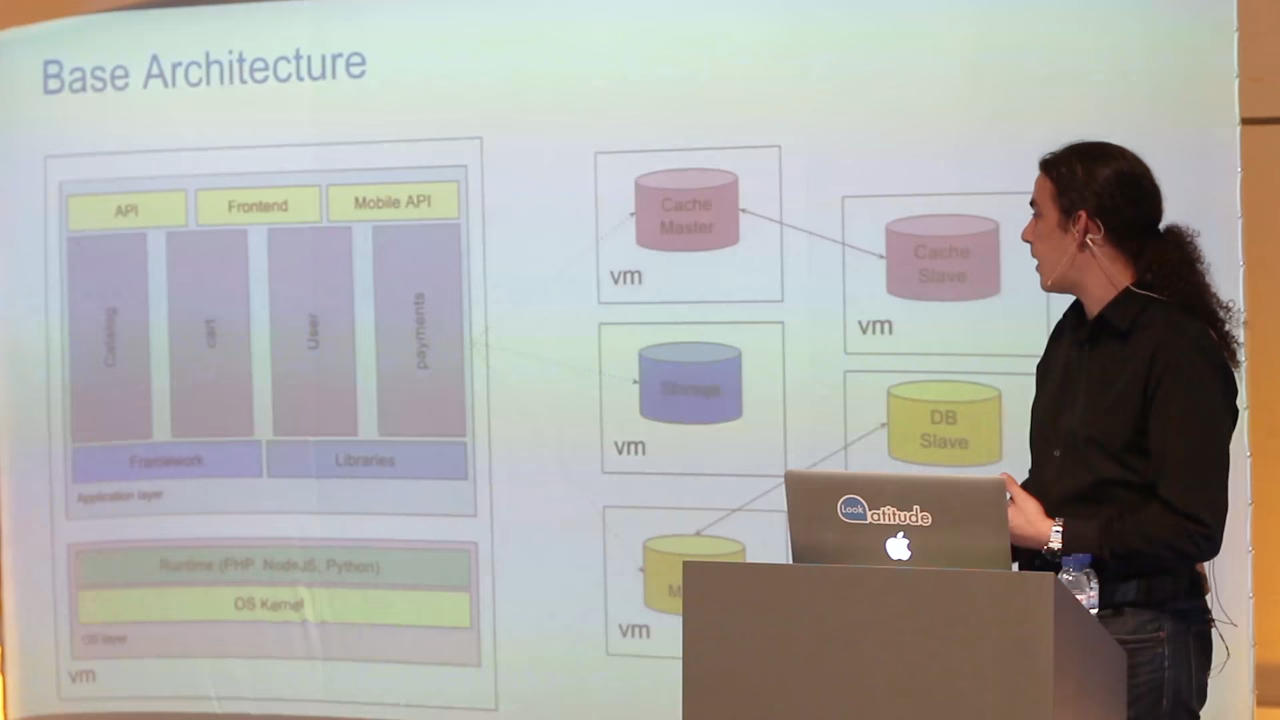 Base Architecture
API
Frontend
Mobile API
Catalog
cart
User
payments
Framework
Libraries
Application layer
Runtime (PHP, NodeJS, Python)
OS Kernel
OS layer
vm
Cache
Master
vm
Cache
Slave
vm
Storage
vm
DB
Slave
vm
Look
atitude